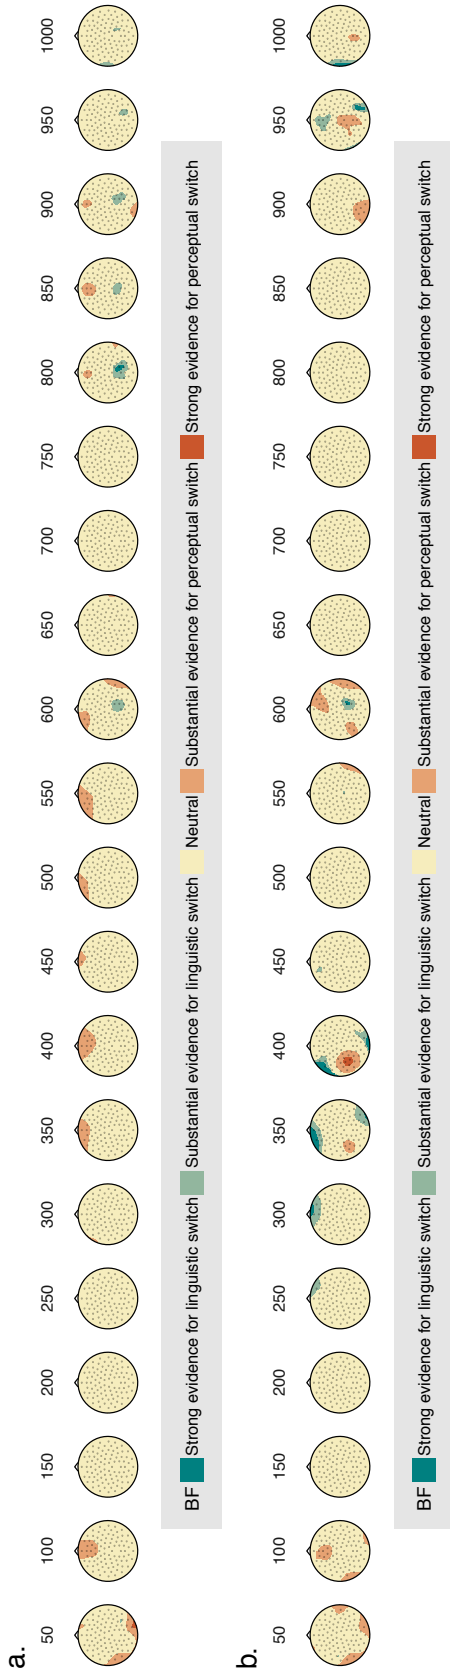 a.
50 100 150 200 250 300 350 400 450 500 550 600 650 700 750 800 850 900 950 1000
BF Strong evidence for linguistic switch Substantial evidence for linguistic switch Neutral Substantial evidence for perceptual switch Strong evidence for perceptual switch
b.
50 100 150 200 250 300 350 400 450 500 550 600 650 700 750 800 850 900 950 1000
BF Strong evidence for linguistic switch Substantial evidence for linguistic switch Neutral Substantial evidence for perceptual switch Strong evidence for perceptual switch